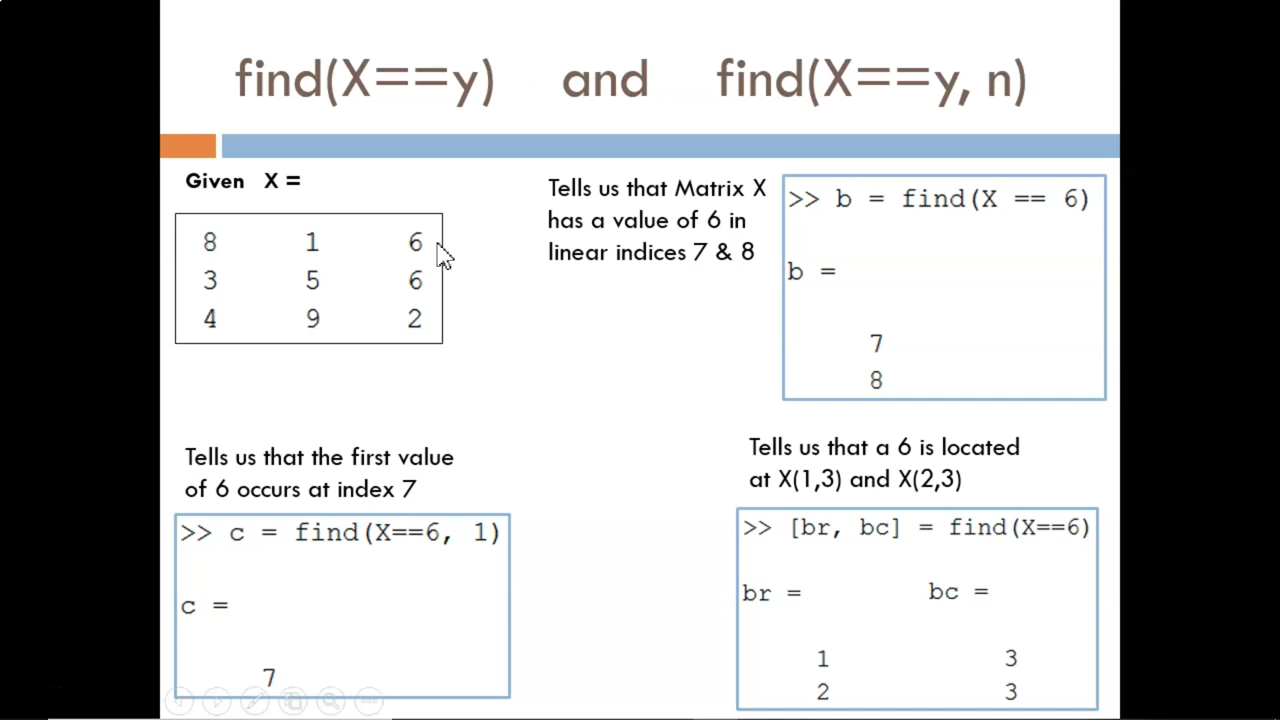 find(X==y) and find(X==y, n)
Given X =
8 1 6
3 5 6
4 9 2
Tells us that Matrix X
has a value of 6 in
linear indices 7 & 8
>> b = find(X == 6)
b =
7
8
Tells us that the first value
of 6 occurs at index 7
>> c = find(X==6, 1)
c =
7
Tells us that a 6 is located
at X(1,3) and X(2,3)
>> [br, bc] = find(X==6)
br = bc =
1 3
2 3